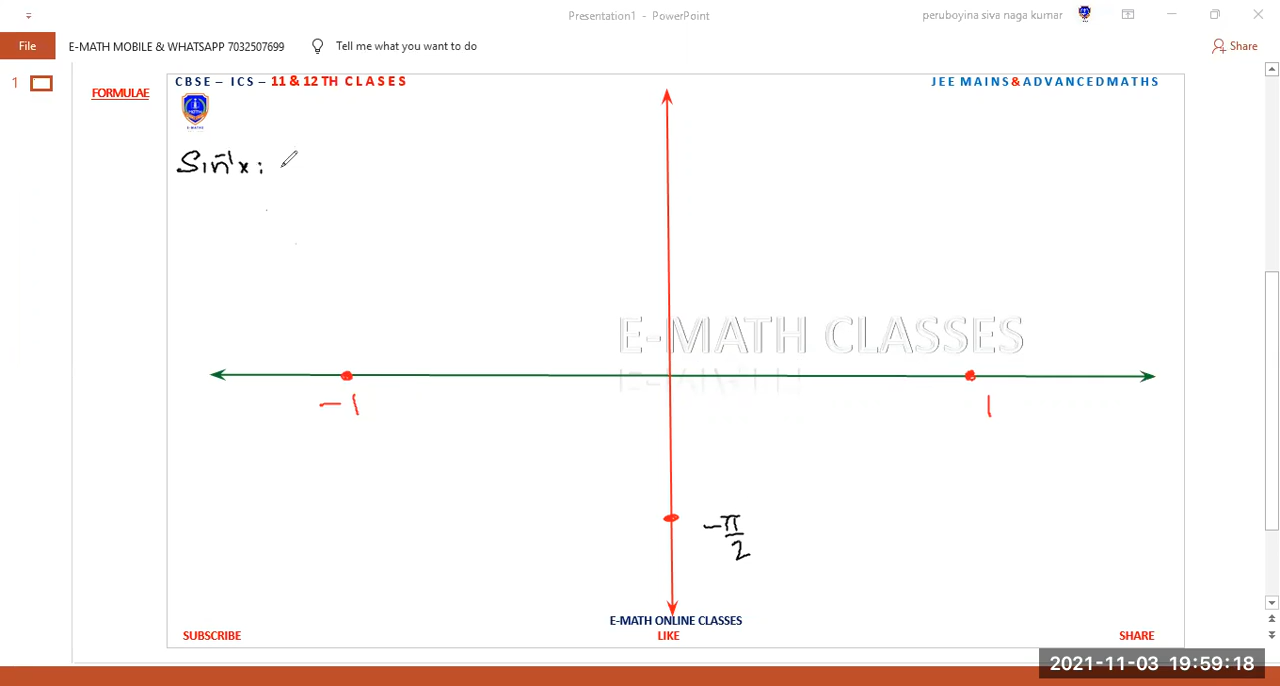 Presentation1 - PowerPoint
peruboyina siva naga kumar
File
E-MATH MOBILE & WHATSAPP 7032507699
Tell me what you want to do
Share
1
FORMULAE
CBSE – ICS – 11 & 12 TH CLASES
JEE MAINS&ADVANCEDMATHS
Sin⁻¹x :
E-MATH CLASSES
-1
1
-π/2
E-MATH ONLINE CLASSES
SUBSCRIBE
LIKE
SHARE
2021-11-03 19:59:18